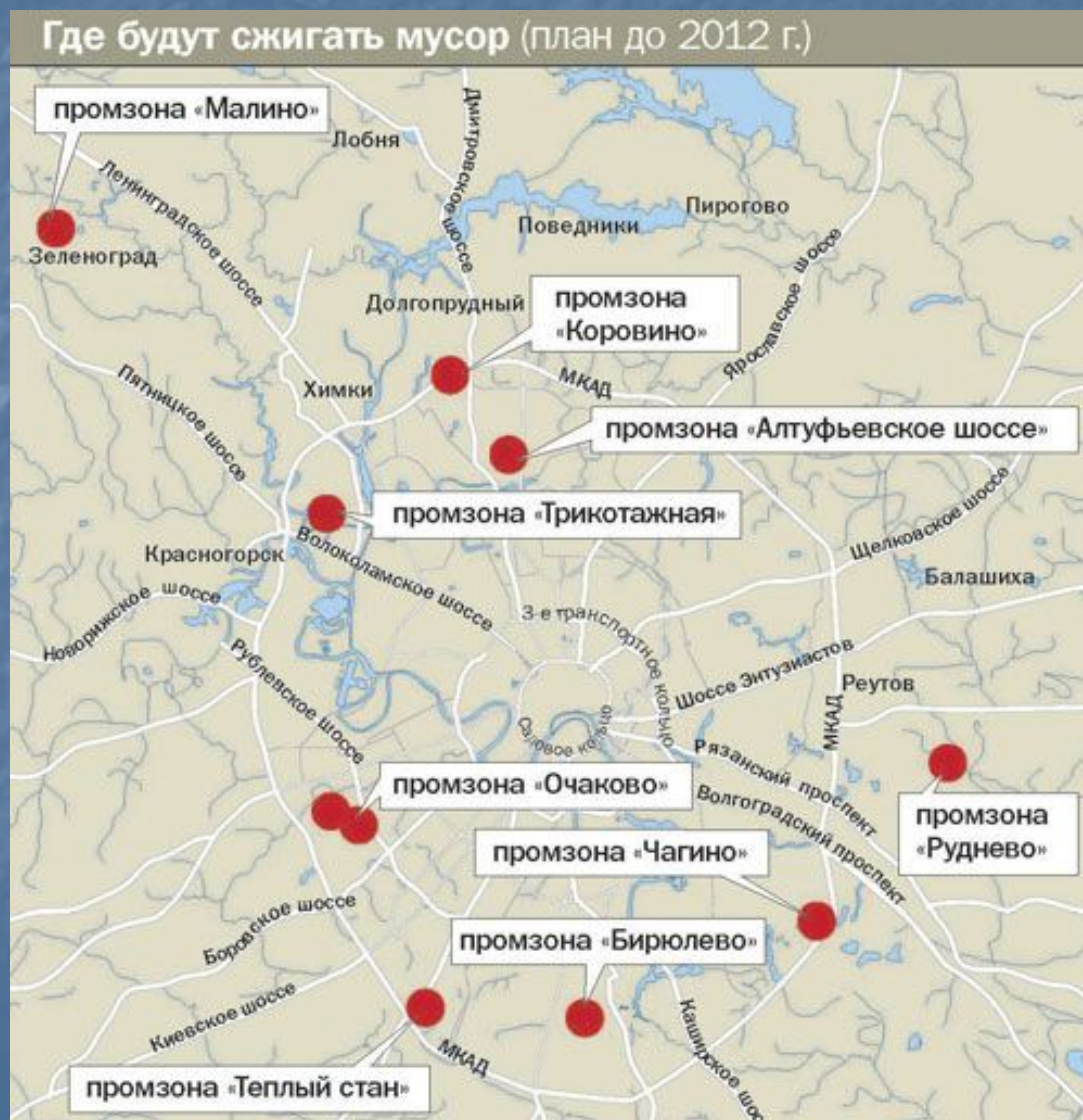 Где будут сжигать мусор (план до 2012 г.)
промзона «Малино»
Лобня
Дмитровское шоссе
Ленинградское шоссе
Пирогово
Поведники
Зеленоград
Ярославское шоссе
Долгопрудный
промзона
«Коровино»
МКАД
Химки
Пятницкое шоссе
промзона «Алтуфьевское шоссе»
промзона «Трикотажная»
Щелковское шоссе
Красногорск
Волоколамское шоссе
Балашиха
Новорижское шоссе
3-е транспортное кольцо
Рублевское шоссе
Шоссе Энтузиастов
Реутов
МКАД
Садовое кольцо
Рязанский проспект
промзона «Очаково»
Волгоградский проспект
промзона
«Руднево»
промзона «Чагино»
Боровское шоссе
промзона «Бирюлево»
Киевское шоссе
Каширское шос
МКАД
промзона «Теплый стан»